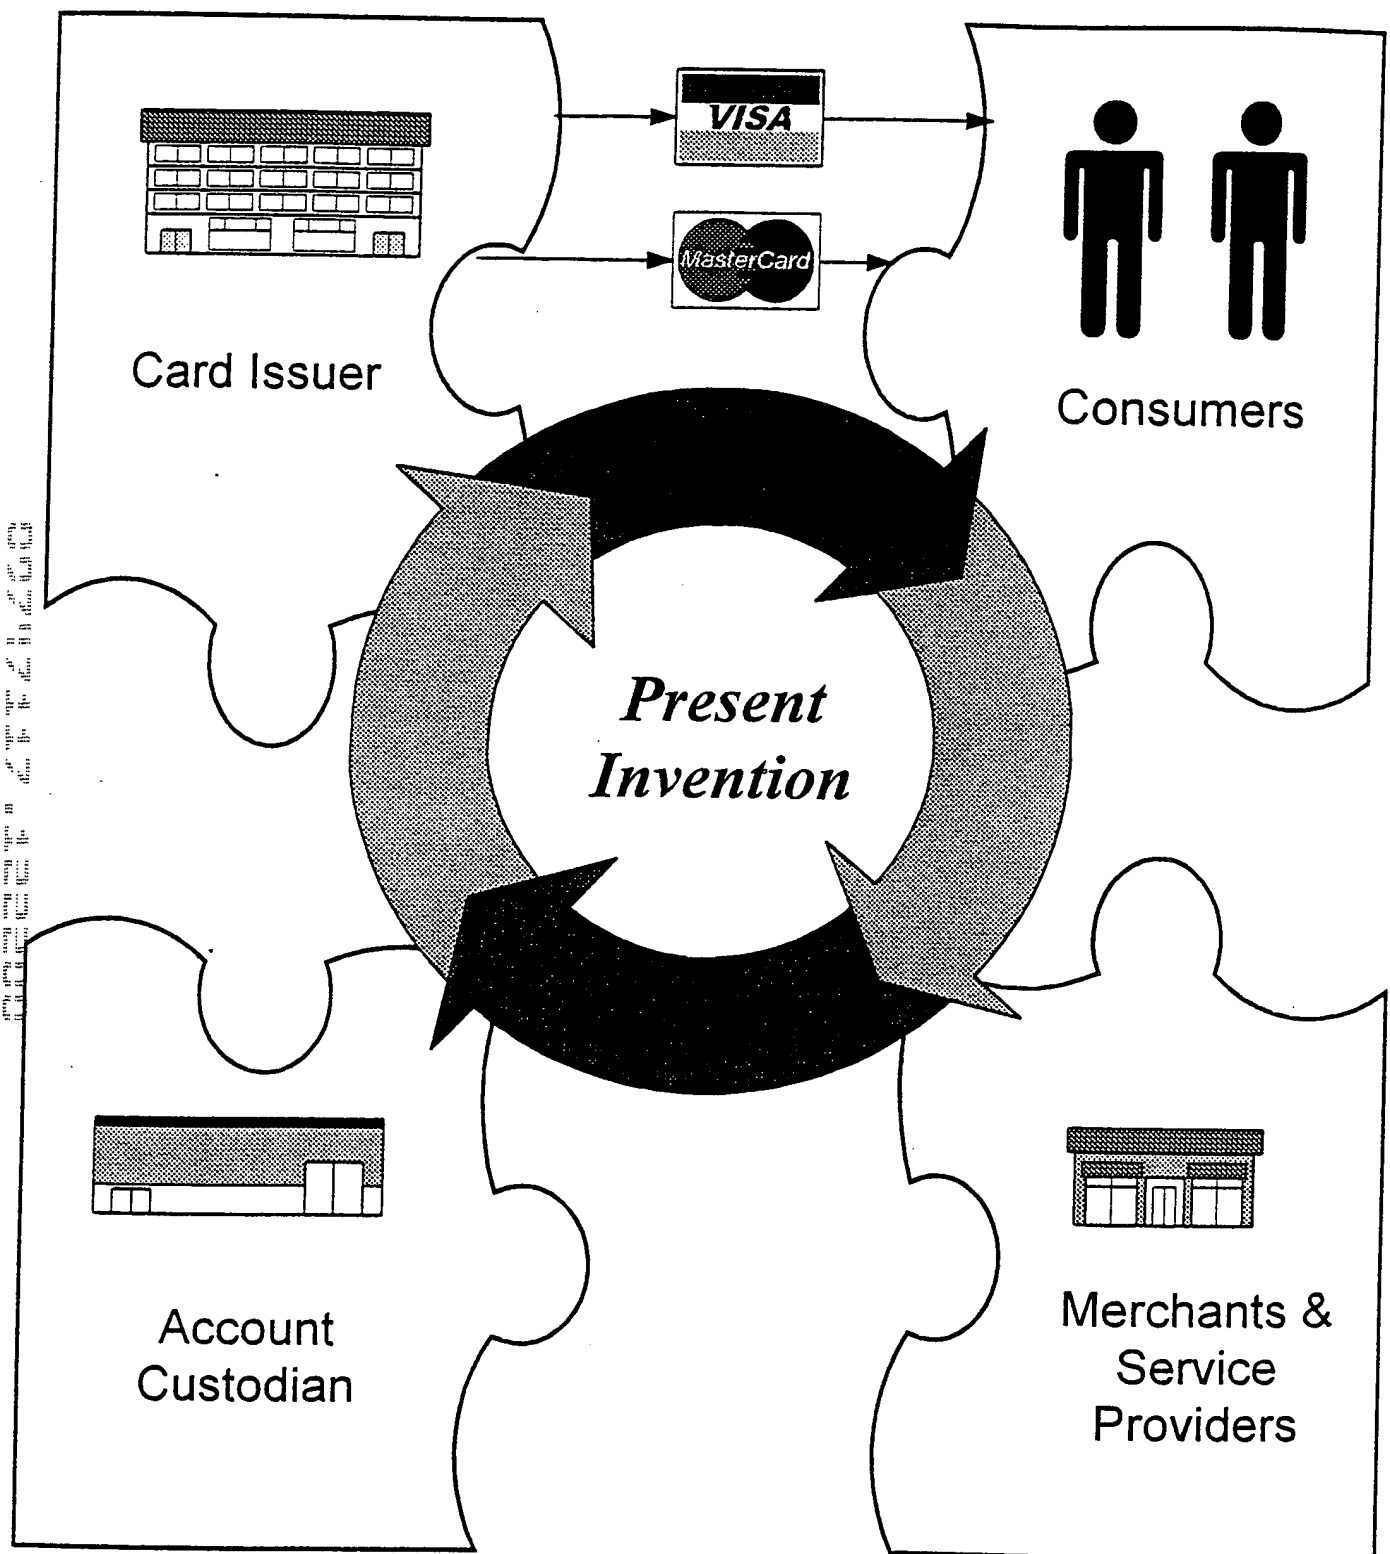 VISA
MasterCard
Card Issuer
Consumers
Present
Invention
Account
Custodian
Merchants &
Service
Providers